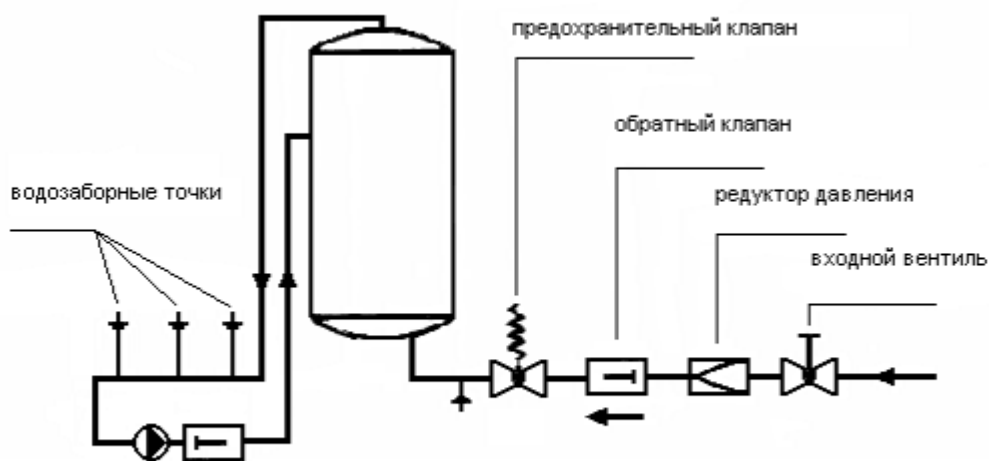 предохранительный клапан
обратный клапан
водозаборные точки
редуктор давления
входной вентиль